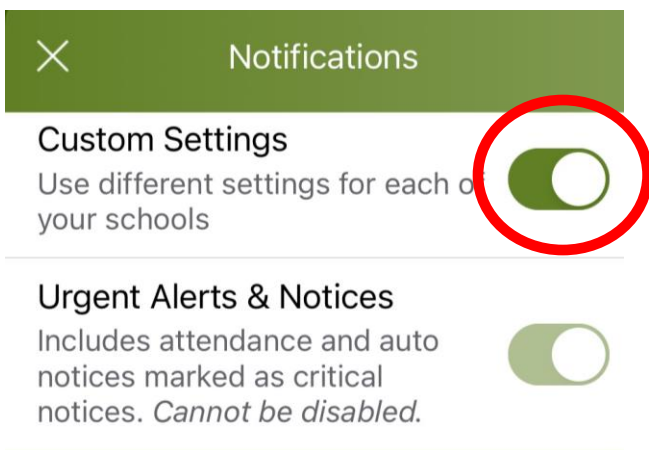 Notifications
Custom Settings
Use different settings for each of
your schools
Urgent Alerts & Notices
Includes attendance and auto
notices marked as critical
notices. Cannot be disabled.